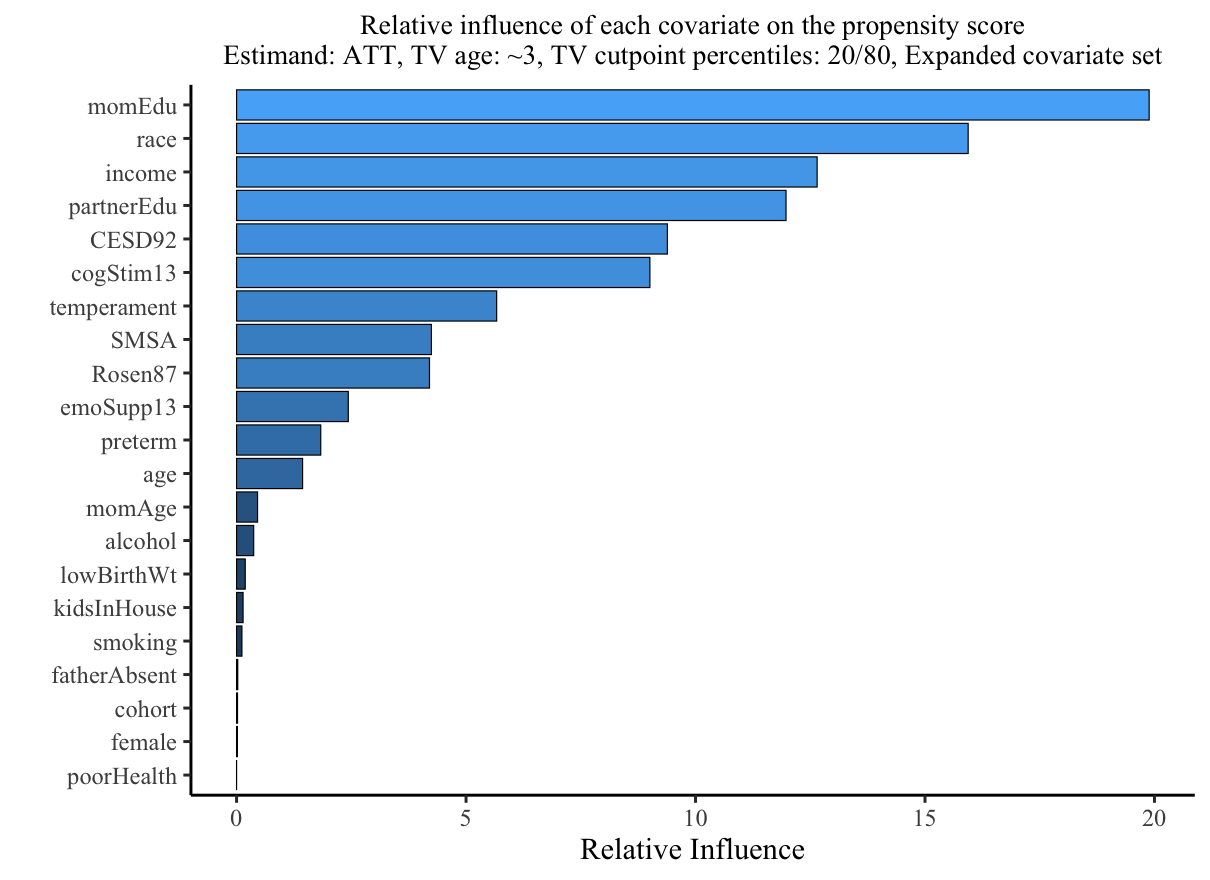 Relative influence of each covariate on the propensity score
Estimand: ATT, TV age: ~3, TV cutpoint percentiles: 20/80, Expanded covariate set
momEdu
race
income
partnerEdu
CESD92
cogStim13
temperament
SMSA
Rosen87
emoSupp13
preterm
age
momAge
alcohol
lowBirthWt
kidsInHouse
smoking
fatherAbsent
cohort
female
poorHealth
0 5 10 15 20
Relative Influence